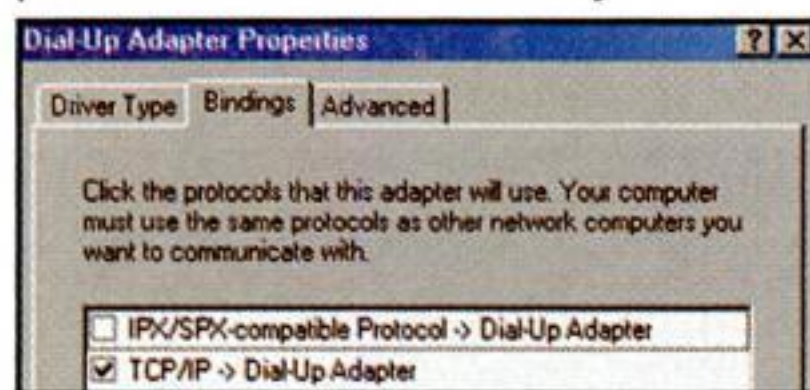 Dial-Up Adapter Properties
Driver Type Bindings Advanced
Click the protocols that this adapter will use. Your computer
must use the same protocols as other network computers you
want to communicate with.
IPX/SPX-compatible Protocol -> Dial-Up Adapter
TCP/IP -> Dial-Up Adapter